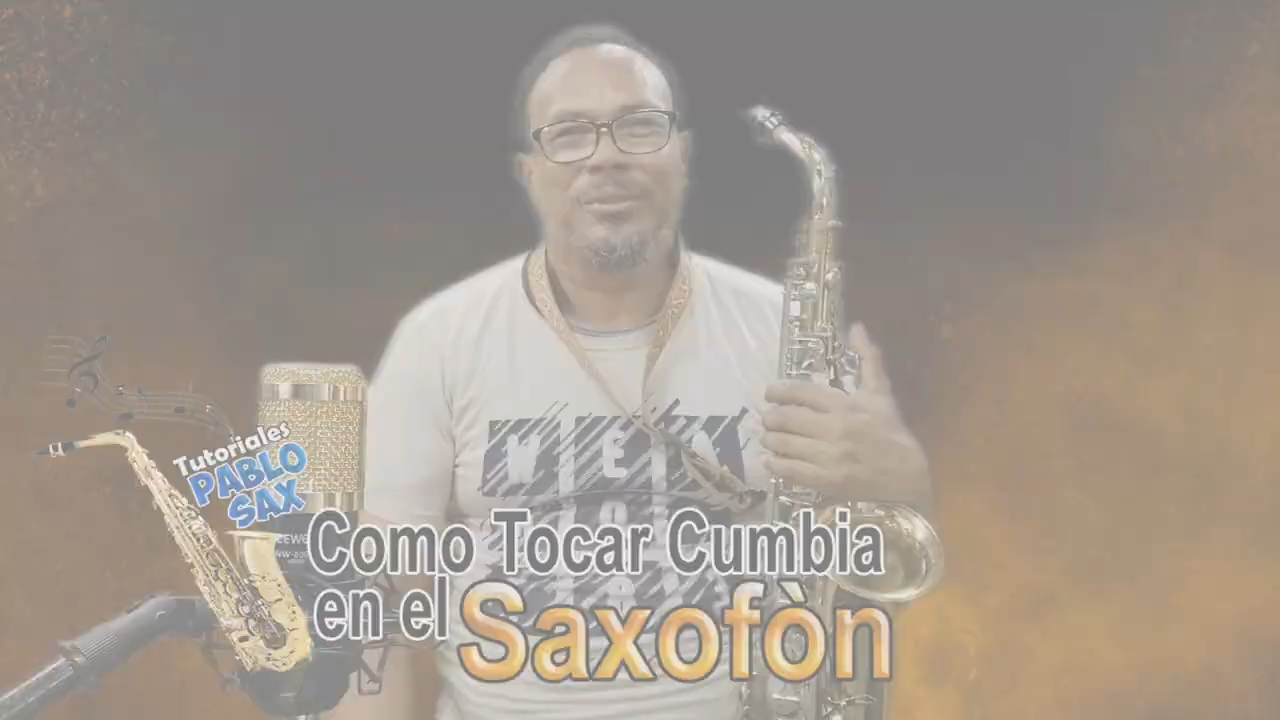 Tutoriales
PABLO
SAX
Como Tocar Cumbia
en el Saxofòn